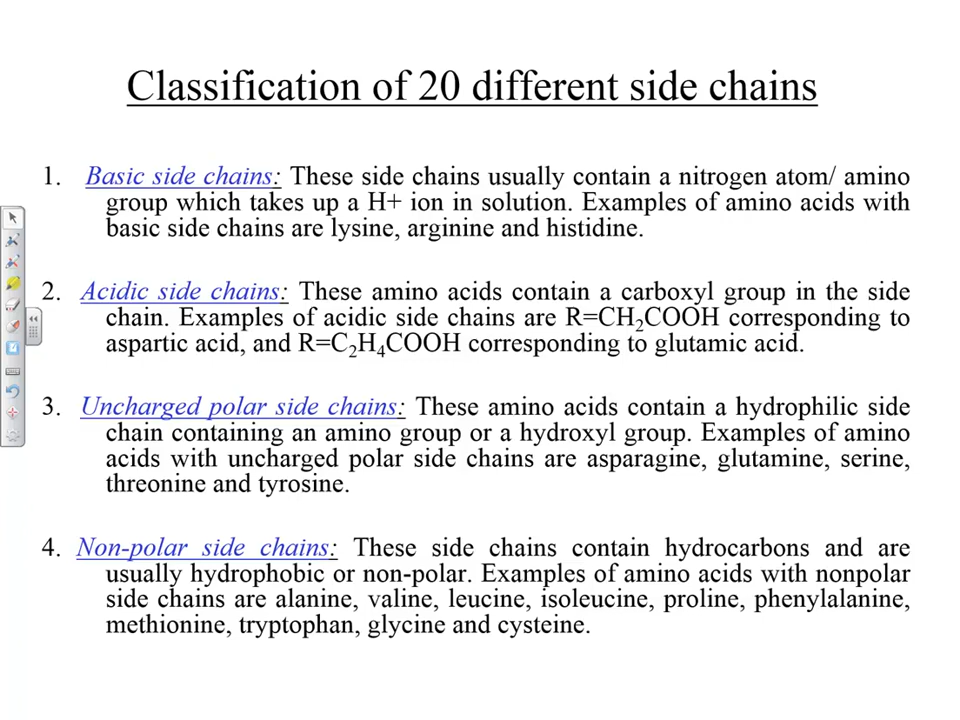 Classification of 20 different side chains
1. Basic side chains: These side chains usually contain a nitrogen atom/ amino
group which takes up a H+ ion in solution. Examples of amino acids with
basic side chains are lysine, arginine and histidine.
2. Acidic side chains: These amino acids contain a carboxyl group in the side
chain. Examples of acidic side chains are R=CH₂COOH corresponding to
aspartic acid, and R=C₂H₄COOH corresponding to glutamic acid.
3. Uncharged polar side chains: These amino acids contain a hydrophilic side
chain containing an amino group or a hydroxyl group. Examples of amino
acids with uncharged polar side chains are asparagine, glutamine, serine,
threonine and tyrosine.
4. Non-polar side chains: These side chains contain hydrocarbons and are
usually hydrophobic or non-polar. Examples of amino acids with nonpolar
side chains are alanine, valine, leucine, isoleucine, proline, phenylalanine,
methionine, tryptophan, glycine and cysteine.